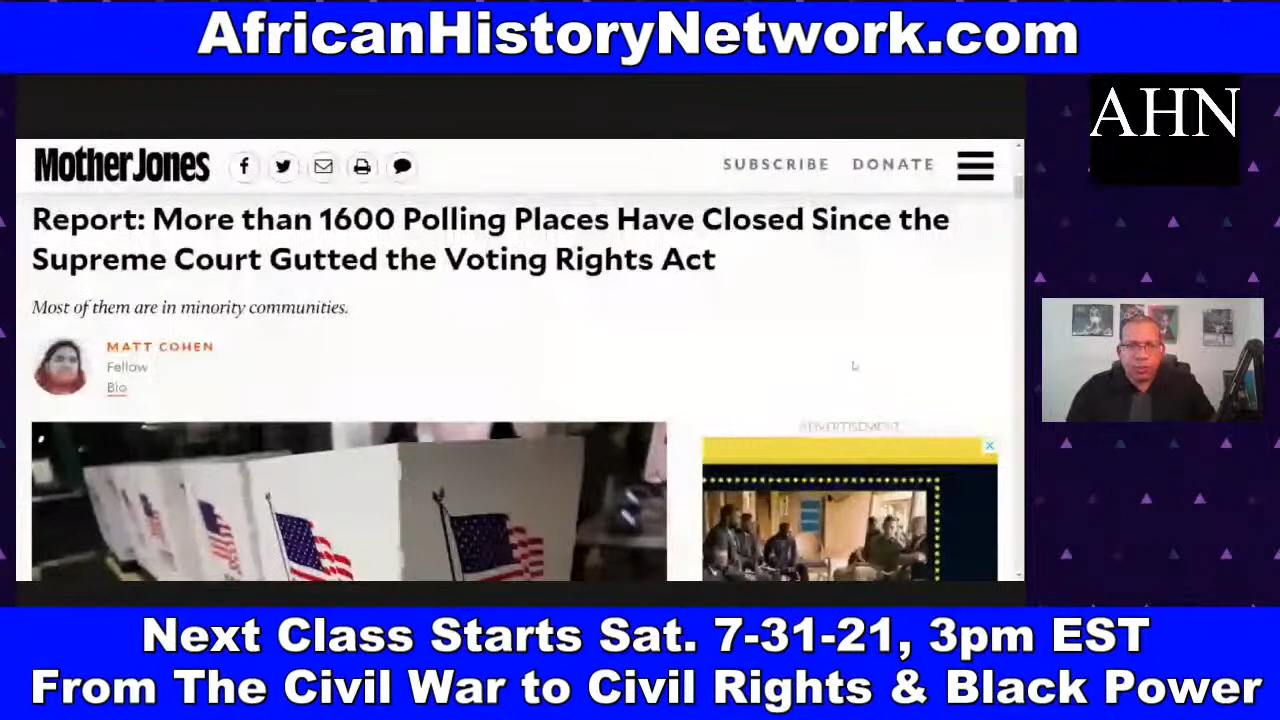 AfricanHistoryNetwork.com
AHN
Mother Jones
SUBSCRIBE DONATE
Report: More than 1600 Polling Places Have Closed Since the
Supreme Court Gutted the Voting Rights Act
Most of them are in minority communities.
MATT COHEN
Fellow
Bio
ADVERTISEMENT
Next Class Starts Sat. 7-31-21, 3pm EST
From The Civil War to Civil Rights & Black Power